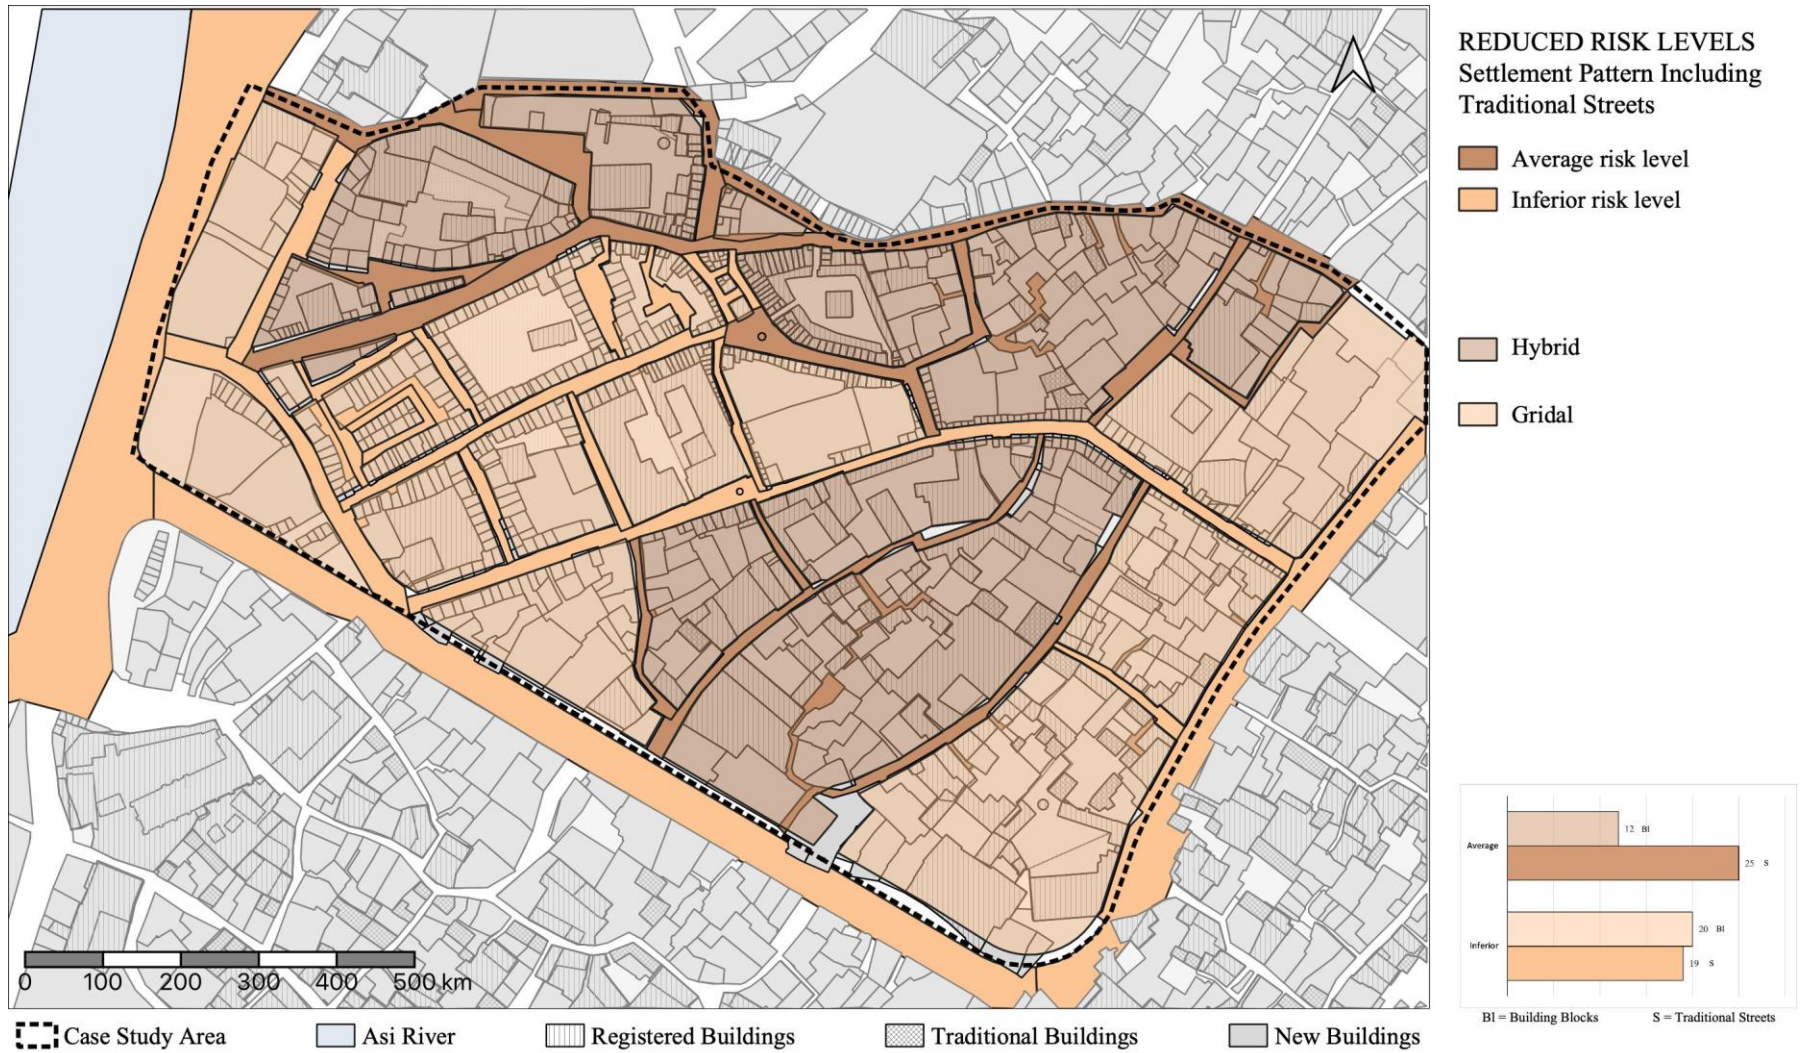 REDUCED RISK LEVELS
Settlement Pattern Including
Traditional Streets
Average risk level
Inferior risk level
Hybrid
Gridal
Average
12 Bl
25 S
Inferior
20 Bl
19 S
Bl = Building Blocks S = Traditional Streets
0 100 200 300 400 500 km
Case Study Area Asi River Registered Buildings Traditional Buildings New Buildings